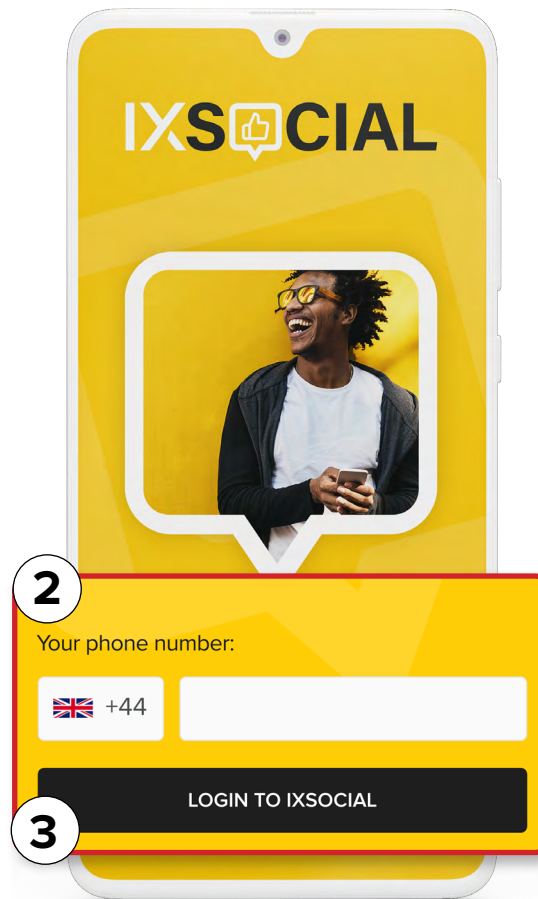 IXSOCIAL
2
Your phone number:
+44
LOGIN TO IXSOCIAL
3